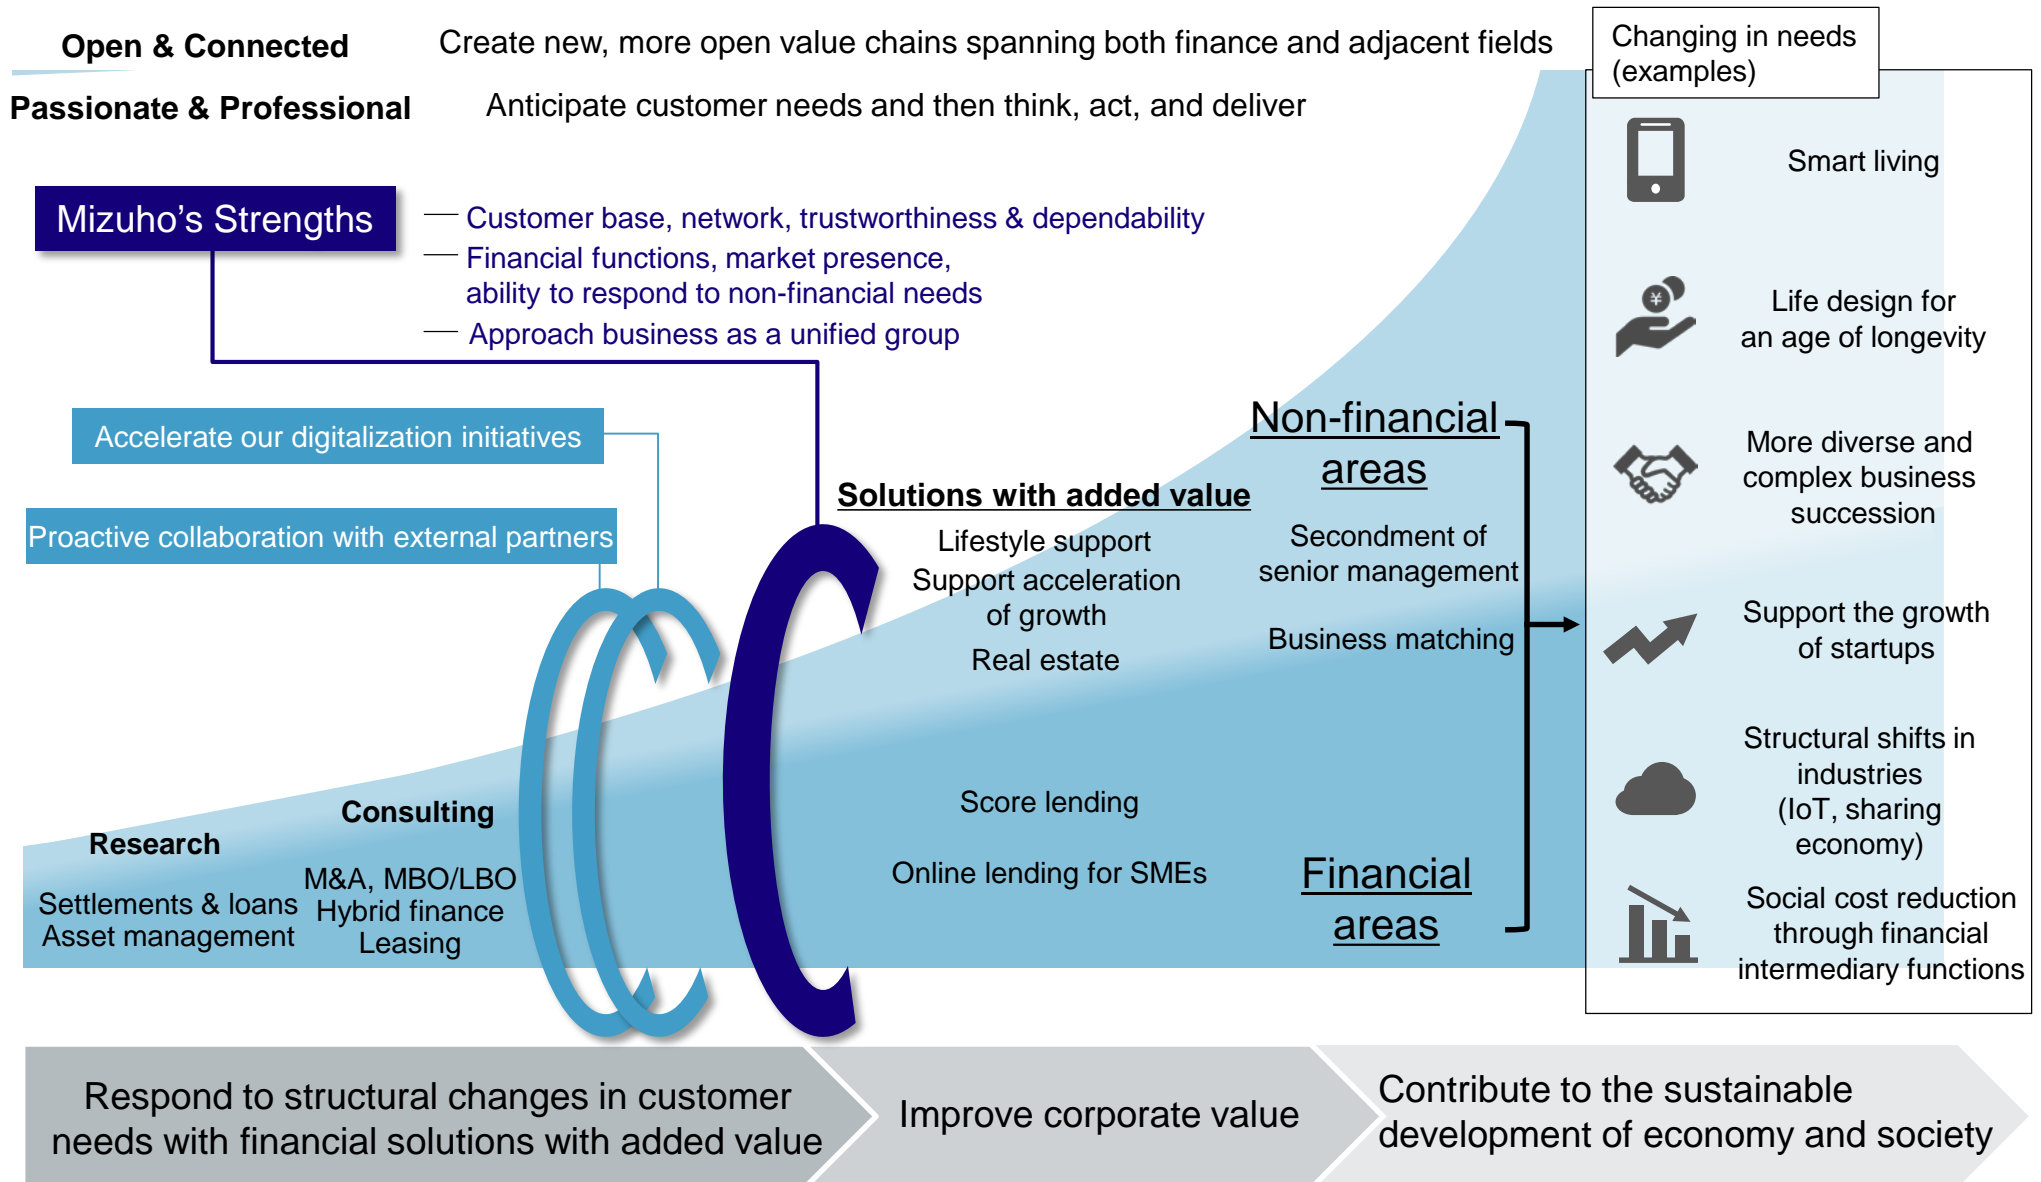 Open & Connected
Create new, more open value chains spanning both finance and adjacent fields
Passionate & Professional
Anticipate customer needs and then think, act, and deliver
Mizuho’s Strengths
Customer base, network, trustworthiness & dependability
Financial functions, market presence,
ability to respond to non-financial needs
Approach business as a unified group
Accelerate our digitalization initiatives
Proactive collaboration with external partners
Research
Settlements & loans
Asset management
Consulting
M&A, MBO/LBO
Hybrid finance
Leasing
Solutions with added value
Lifestyle support
Support acceleration
of growth
Real estate
Score lending
Online lending for SMEs
Non-financial
areas
Secondment of
senior management
Business matching
Financial
areas
Changing in needs
(examples)
Smart living
¥
Life design for
an age of longevity
More diverse and
complex business
succession
Support the growth
of startups
Structural shifts in
industries
(IoT, sharing
economy)
Social cost reduction
through financial
intermediary functions
Respond to structural changes in customer
needs with financial solutions with added value
Improve corporate value
Contribute to the sustainable
development of economy and society